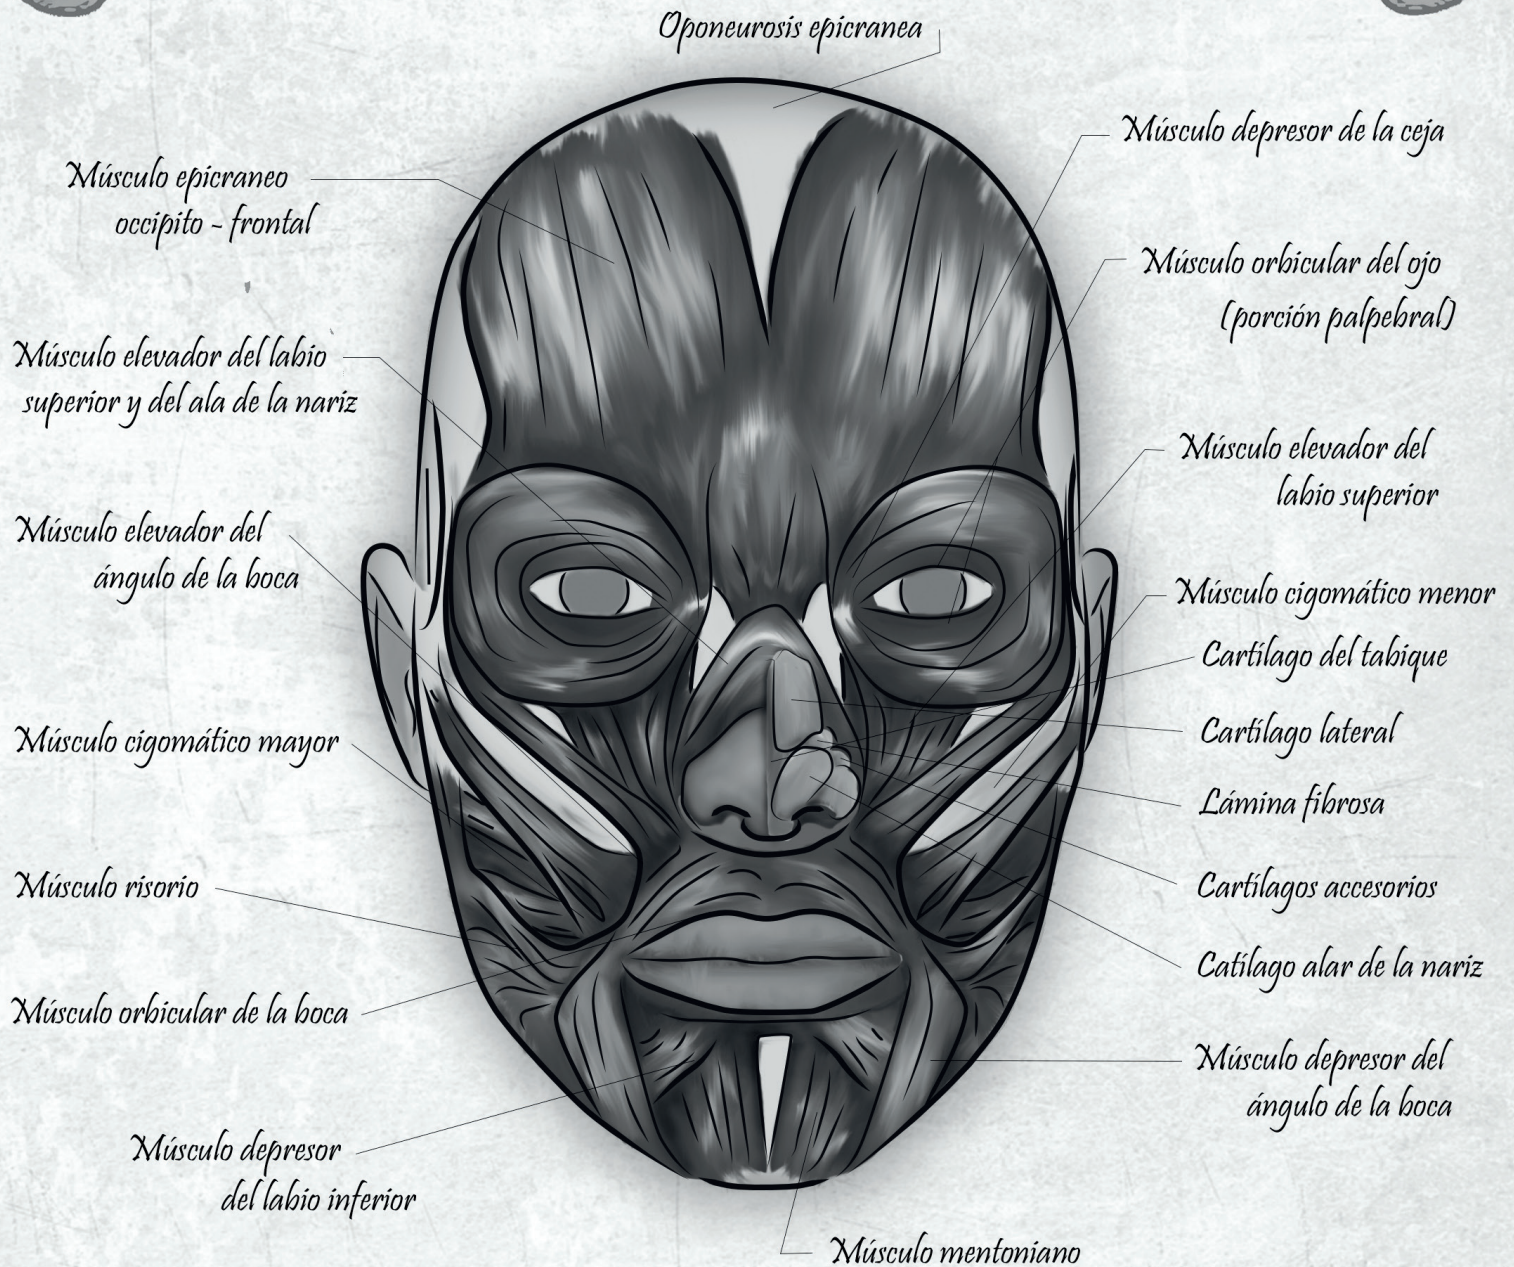 Oponeurosis epicranea
Músculo epicraneo
occipito - frontal
Músculo elevador del labio
superior y del ala de la nariz
Músculo elevador del
ángulo de la boca
Músculo cigomático mayor
Músculo risorio
Músculo orbicular de la boca
Músculo depresor
del labio inferior
Músculo depresor de la ceja
Músculo orbicular del ojo
(porción palpebral)
Músculo elevador del
labio superior
Músculo cigomático menor
Cartílago del tabique
Cartílago lateral
Lámina fibrosa
Cartílagos accesorios
Catílago alar de la nariz
Músculo depresor del
ángulo de la boca
Músculo mentoniano